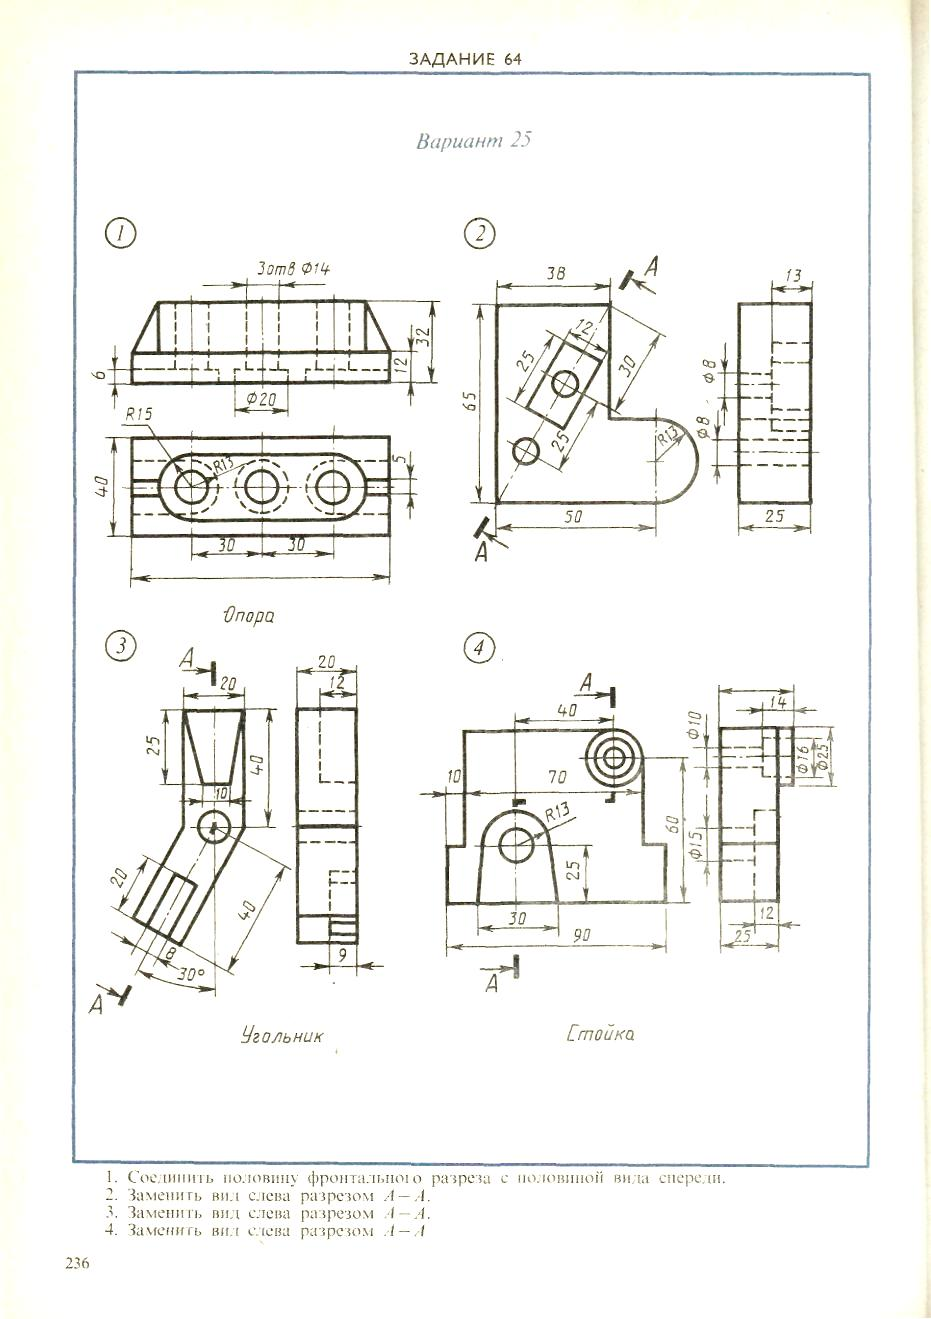 ЗАДАНИЕ 64
Вариант 25
1
3отв Ф14
32
12
6
Ф20
R15
R13
40
5
30
30
Опора
2
А
38
13
12
25
30
65
Ф8
Ф8
25
R13
50
25
А
3
А
20
20
12
25
40
10
20
40
8
30°
9
А
Угольник
4
А
40
14
Ф10
Ф16
Ф25
10
70
R13
60
Ф15
25
30
12
90
25
А
Стойка
1. Соединить половину фронтального разреза с половиной вида спереди.
2. Заменить вид слева разрезом А—А.
3. Заменить вид слева разрезом А—А.
4. Заменить вид слева разрезом А—А
236